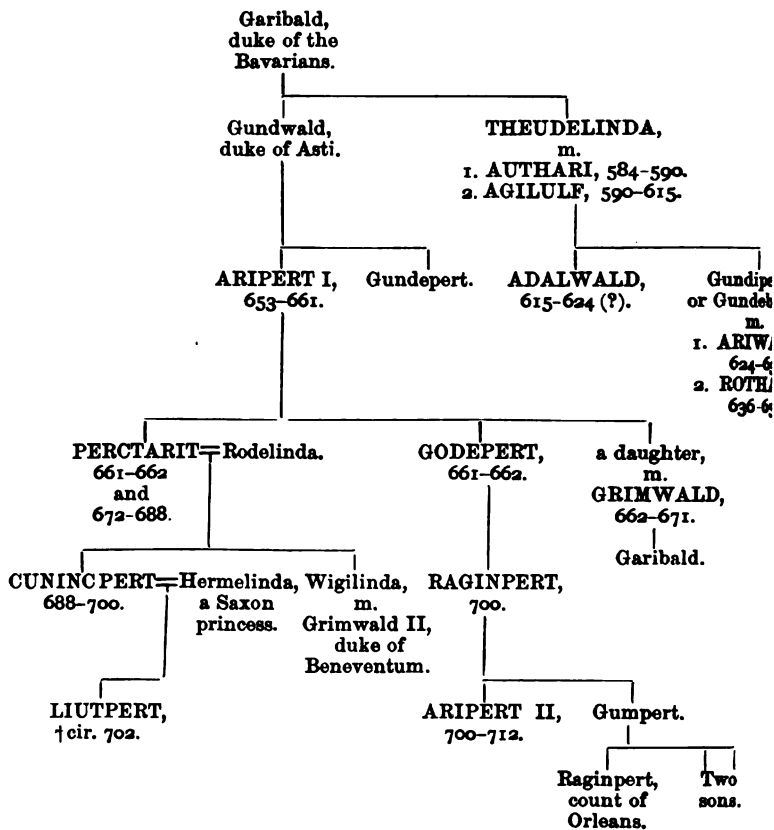 Garibald,
duke of the
Bavarians.
Gundwald,
duke of Asti.
THEUDELINDA,
m.
1. AUTHARI, 584-590.
2. AGILULF, 590-615.
ARIPERT I,
653-661.
Gundepert.
ADALWALD,
615-624 (?).
or
m.
1.
2.
PERCTARIT=Rodelinda.
661-662
and
672-688.
GODEPERT,
661-662.
a daughter,
m.
GRIMWALD,
662-671.
Garibald.
CUNINCPERT=Hermelinda,
688-700.
a Saxon
princess.
Wigilinda,
m.
Grimwald II,
duke of
Beneventum.
RAGINPERT,
700.
LIUTPERT,
†cir. 702.
ARIPERT II,
700-712.
Gumpert.
Raginpert,
count of
Orleans.
Two
sons.